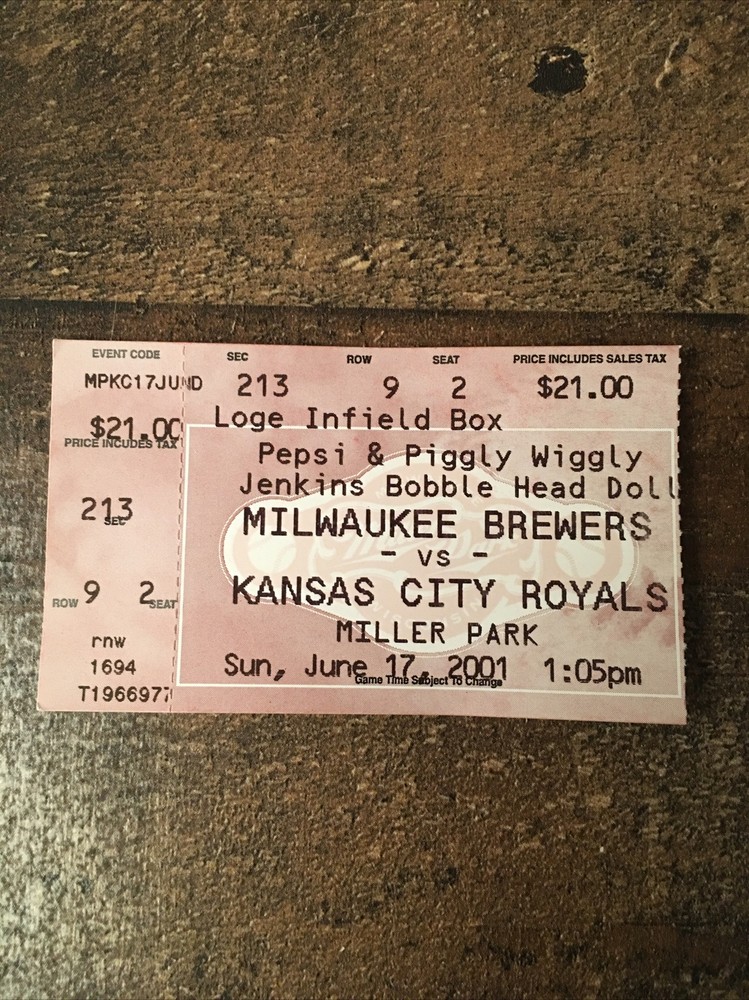 EVENT CODE
MPKC17JUND
$21.00
PRICE INCUDES TAX
213
SEC
ROW 9 2 SEAT
rnw
1694
T1966977
SEC ROW SEAT PRICE INCLUDES SALES TAX
213 9 2 $21.00
Loge Infield Box
Pepsi & Piggly Wiggly
Jenkins Bobble Head Doll
MILWAUKEE BREWERS
- vs -
KANSAS CITY ROYALS
MILLER PARK
Sun, June 17, 2001 1:05pm
Game Time Subject To Change